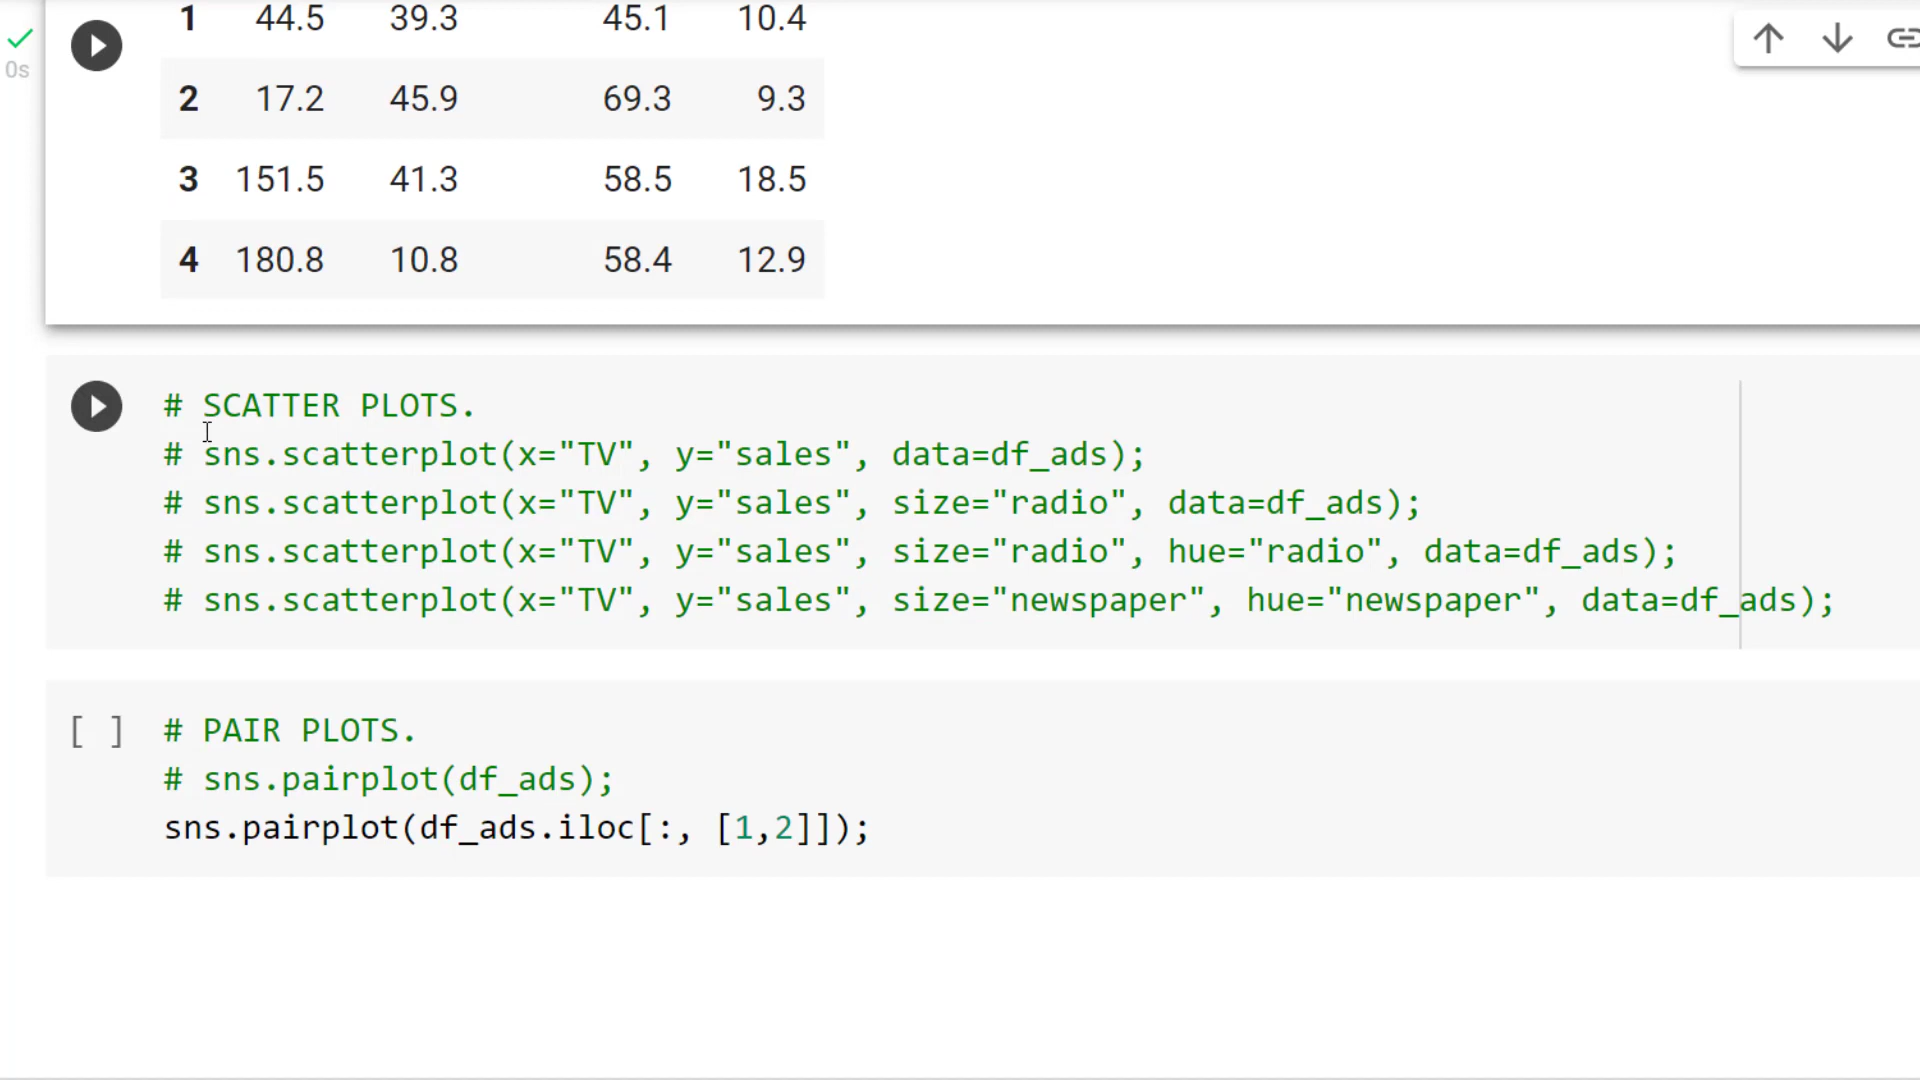 1 44.5 39.3 45.1 10.4
0s
2 17.2 45.9 69.3 9.3
3 151.5 41.3 58.5 18.5
4 180.8 10.8 58.4 12.9
# SCATTER PLOTS.
# sns.scatterplot(x="TV", y="sales", data=df_ads);
# sns.scatterplot(x="TV", y="sales", size="radio", data=df_ads);
# sns.scatterplot(x="TV", y="sales", size="radio", hue="radio", data=df_ads);
# sns.scatterplot(x="TV", y="sales", size="newspaper", hue="newspaper", data=df_ads);
[ ] # PAIR PLOTS.
# sns.pairplot(df_ads);
sns.pairplot(df_ads.iloc[:, [1,2]]);